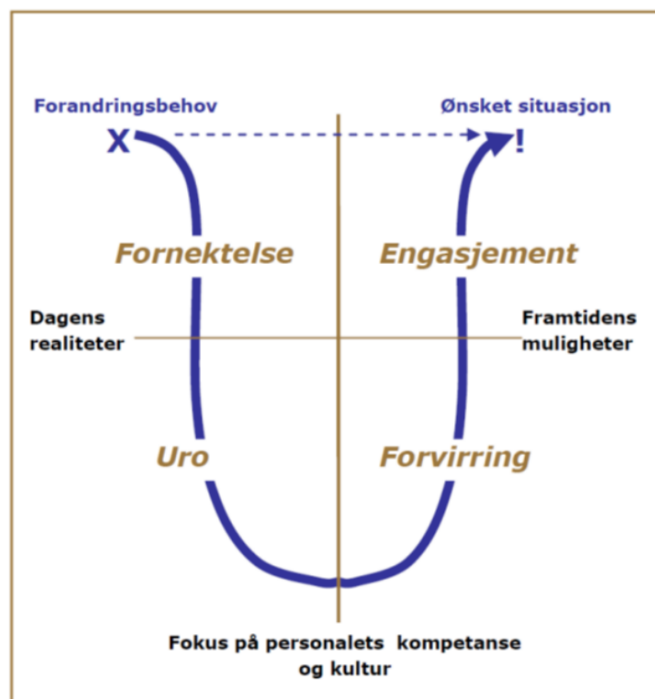 Forandringsbehov
Ønsket situasjon
X
!
Fornektelse
Engasjement
Dagens
realiteter
Framtidens
muligheter
Uro
Forvirring
Fokus på personalets kompetanse
og kultur